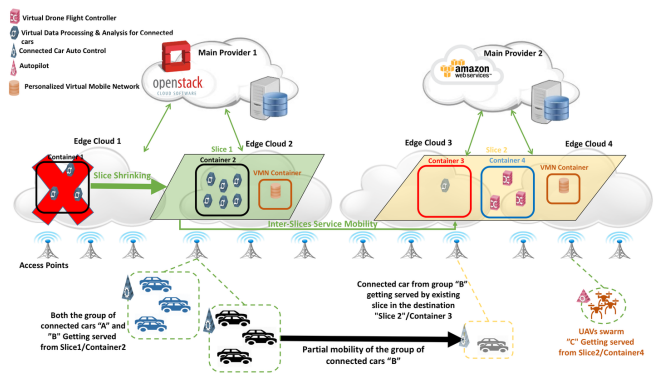 Virtual Drone Flight Controller
Virtual Data Processing & Analysis for Connected
cars
Connected Car Auto Control
Autopilot
Personalized Virtual Mobile Network
Main Provider 1
openstack
CLOUD SOFTWARE
Main Provider 2
amazon
webservices™
Edge Cloud 1
Container 1
Slice Shrinking
Slice 1
Edge Cloud 2
Container 2
VMN Container
Edge Cloud 3
Slice 2
Edge Cloud 4
Container 3
Container 4
VMN Container
Inter-Slices Service Mobility
Access Points
Both the group of
connected cars “A” and
"B" Getting served
from Slice1/Container2
Partial mobility of the group of
connected cars “B”
Connected car from group “B”
getting served by existing
slice in the destination
"Slice 2"/Container 3
UAVs swarm
"C" Getting served
from Slice2/Container4